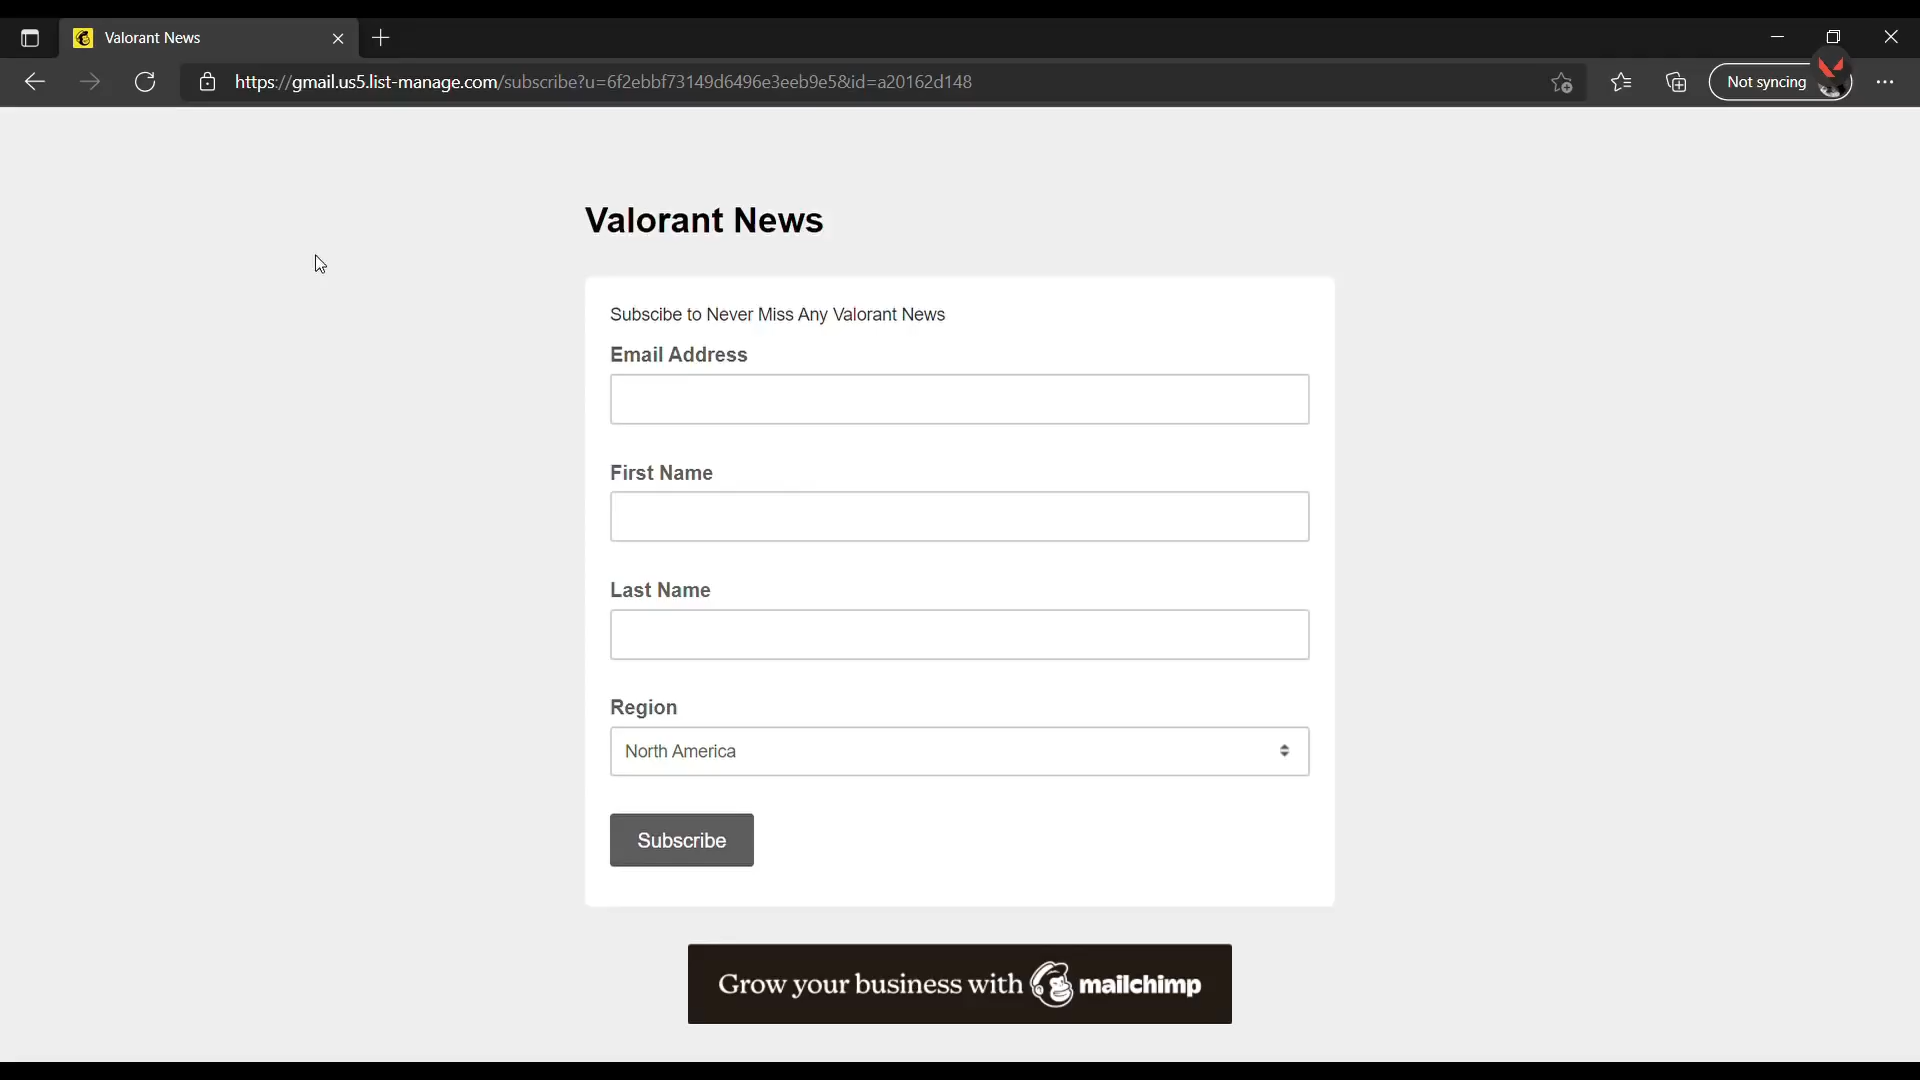 Valorant News
https://gmail.us5.list-manage.com/subscribe?u=6f2ebbf73149d6496e3eeb9e5&id=a20162d148
Not syncing
Valorant News
Subscibe to Never Miss Any Valorant News
Email Address
First Name
Last Name
Region
North America
Subscribe
Grow your business with mailchimp